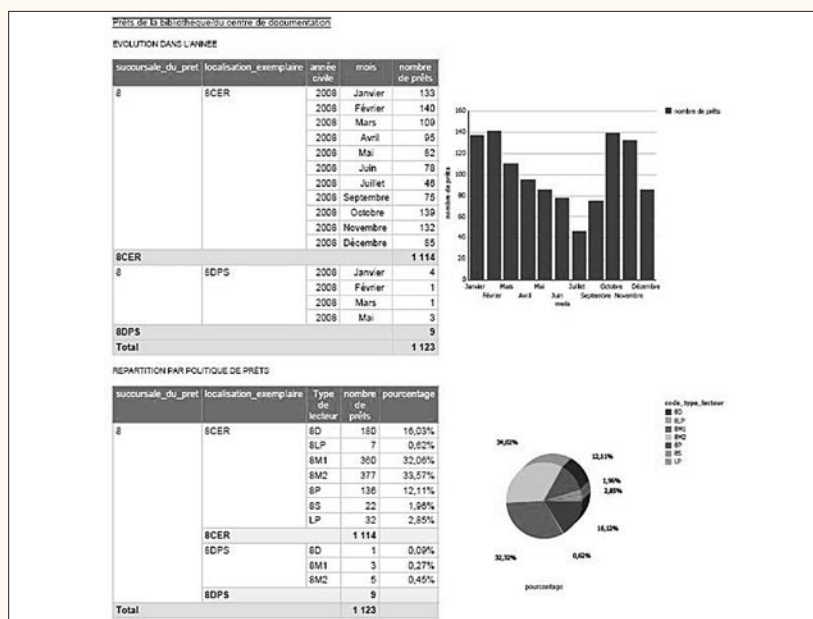 Prêts de la bibliothèque/du centre de documentation
EVOLUTION DANS L'ANNEE
succursale_du_pret localisation_exemplaire année civile mois nombre de prêts
8 8CER 2008 Janvier 133
2008 Février 140
2008 Mars 109
2008 Avril 95
2008 Mai 82
2008 Juin 78
2008 Juillet 46
2008 Septembre 75
2008 Octobre 139
2008 Novembre 132
2008 Décembre 85
8CER 1 114
8 8DPS 2008 Janvier 4
2008 Février 1
2008 Mars 1
2008 Mai 3
8DPS 9
Total 1 123
nombre de prêts
160
140
120
100
80
60
40
20
0
nombre de prêts
Janvier Mars Mai Juillet Octobre Décembre
Février Avril Juin Septembre Novembre
mois
REPARTITION PAR POLITIQUE DE PRÊTS
succursale_du_pret localisation_exemplaire Type de lecteur nombre de prêts pourcentage
8 8CER 8D 180 16,03%
8LP 7 0,62%
8M1 360 32,06%
8M2 377 33,57%
8P 136 12,11%
8S 22 1,96%
LP 32 2,85%
8CER 1 114
8DPS 8D 1 0,09%
8M1 3 0,27%
8M2 5 0,45%
8DPS 9
Total 1 123
code_type_lecteur
8D
8LP
8M1
8M2
8P
8S
LP
34,02%
12,11%
1,96%
2,85%
16,12%
0,62%
32,32%
pourcentage